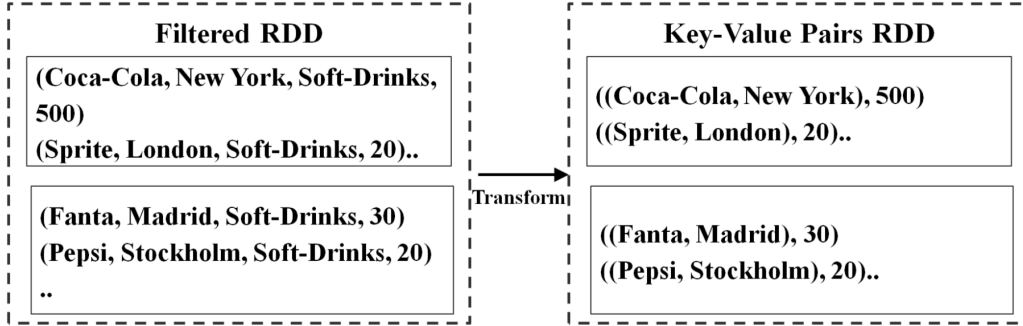 Filtered RDD
(Coca-Cola, New York, Soft-Drinks,
500)
(Sprite, London, Soft-Drinks, 20)..
(Fanta, Madrid, Soft-Drinks, 30)
(Pepsi, Stockholm, Soft-Drinks, 20)
..
Transform
Key-Value Pairs RDD
((Coca-Cola, New York), 500)
((Sprite, London), 20)..
((Fanta, Madrid), 30)
((Pepsi, Stockholm), 20)..